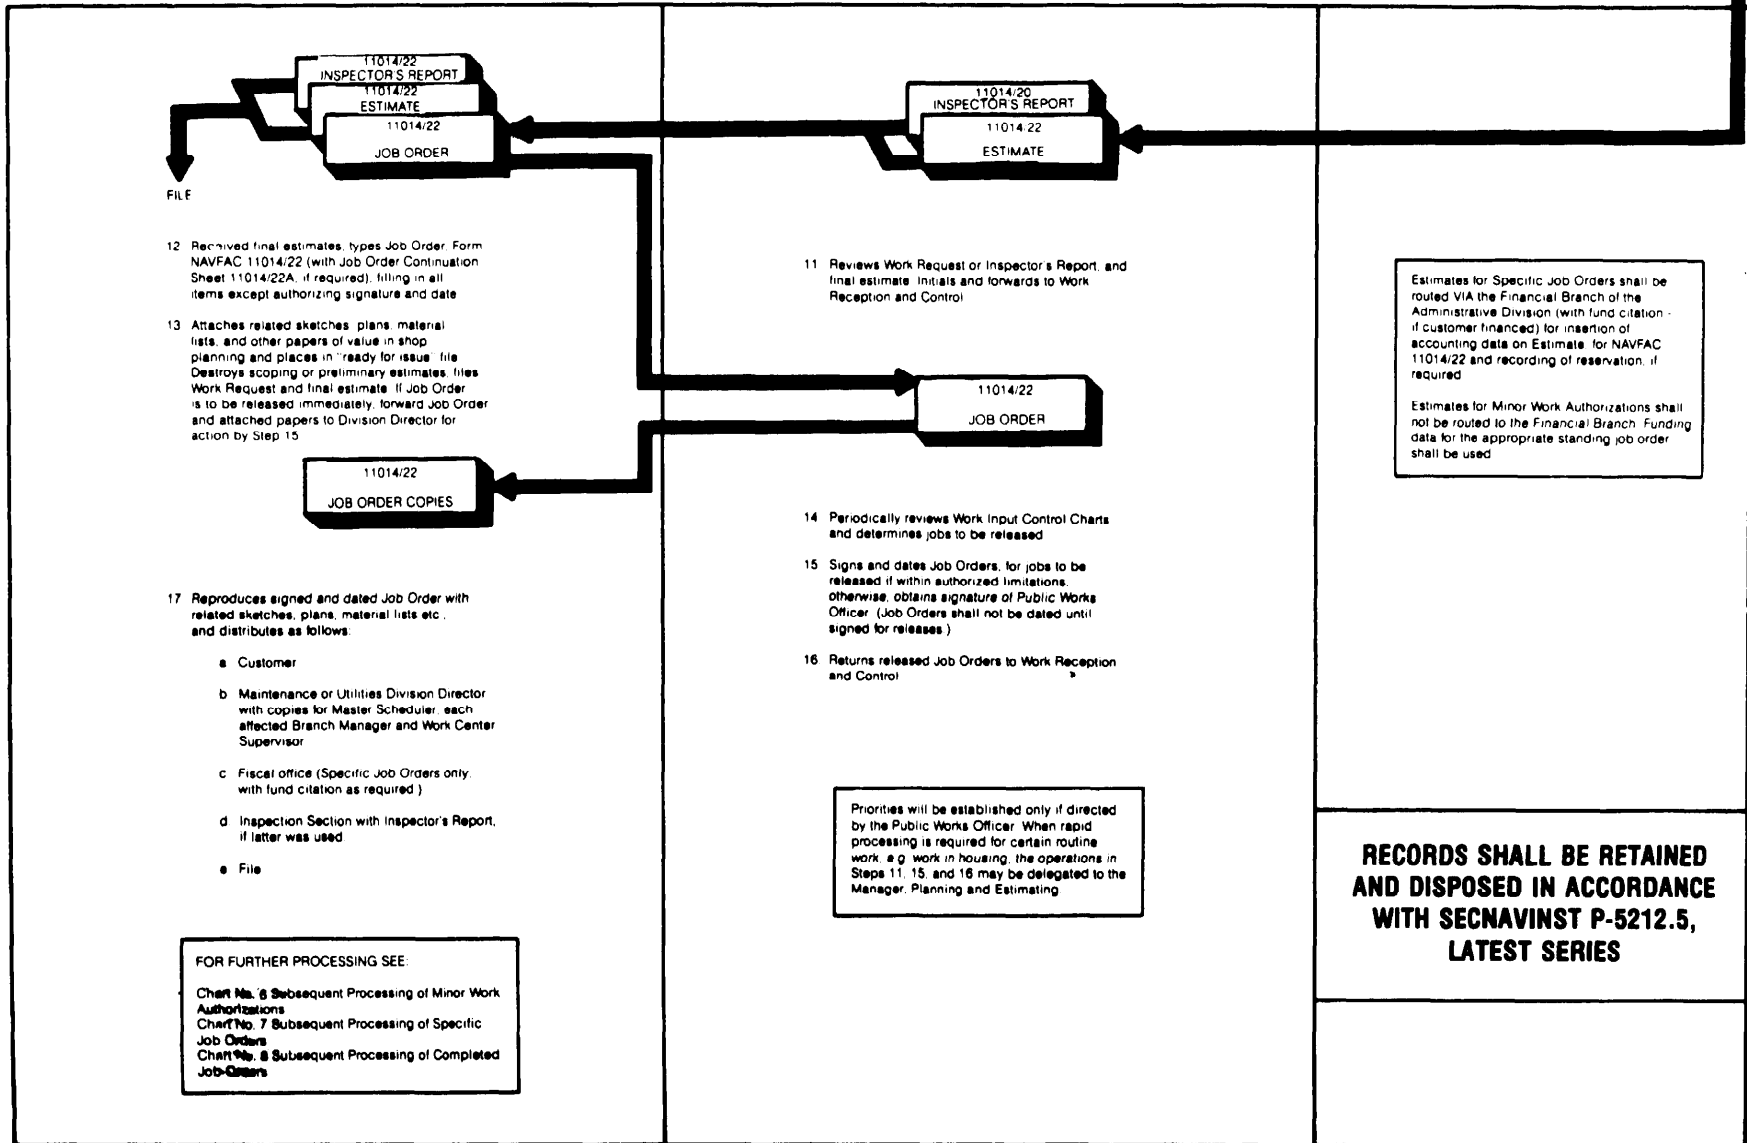 11014/22
INSPECTOR'S REPORT
11014/22
ESTIMATE
11014/22
JOB ORDER
FILE
12 Received final estimates, types Job Order, Form
NAVFAC 11014/22 (with Job Order Continuation
Sheet 11014/22A, if required), filling in all
items except authorizing signature and date
13 Attaches related sketches, plans, material
lists, and other papers of value in shop
planning and places in "ready for issue" file
Destroys scoping or preliminary estimates, files
Work Request and final estimate. If Job Order
is to be released immediately, forward Job Order
and attached papers to Division Director for
action by Step 15
11014/22
JOB ORDER COPIES
17 Reproduces signed and dated Job Order with
related sketches, plans, material lists etc.,
and distributes as follows:
a Customer
b Maintenance or Utilities Division Director
with copies for Master Scheduler, each
affected Branch Manager and Work Center
Supervisor
c Fiscal office (Specific Job Orders only,
with fund citation as required.)
d Inspection Section with Inspector's Report,
if latter was used
e File
FOR FURTHER PROCESSING SEE:
Chart No. 6 Subsequent Processing of Minor Work
Authorizations
Chart No. 7 Subsequent Processing of Specific
Job Orders
Chart No. 8 Subsequent Processing of Completed
Job Orders
11014/20
INSPECTOR'S REPORT
11014/22
ESTIMATE
11 Reviews Work Request or Inspector's Report, and
final estimate. Initials and forwards to Work
Reception and Control
11014/22
JOB ORDER
14 Periodically reviews Work Input Control Charts
and determines jobs to be released
15 Signs and dates Job Orders, for jobs to be
released if within authorized limitations,
otherwise, obtains signature of Public Works
Officer. (Job Orders shall not be dated until
signed for releases.)
16 Returns released Job Orders to Work Reception
and Control
Priorities will be established only if directed
by the Public Works Officer. When rapid
processing is required for certain routine
work, e.g. work in housing, the operations in
Steps 11, 15, and 16 may be delegated to the
Manager, Planning and Estimating
Estimates for Specific Job Orders shall be
routed VIA the Financial Branch of the
Administrative Division (with fund citation -
if customer financed) for insertion of
accounting data on Estimate, for NAVFAC
11014/22 and recording of reservation, if
required
Estimates for Minor Work Authorizations shall
not be routed to the Financial Branch. Funding
data for the appropriate standing job order
shall be used
RECORDS SHALL BE RETAINED
AND DISPOSED IN ACCORDANCE
WITH SECNAVINST P-5212.5,
LATEST SERIES